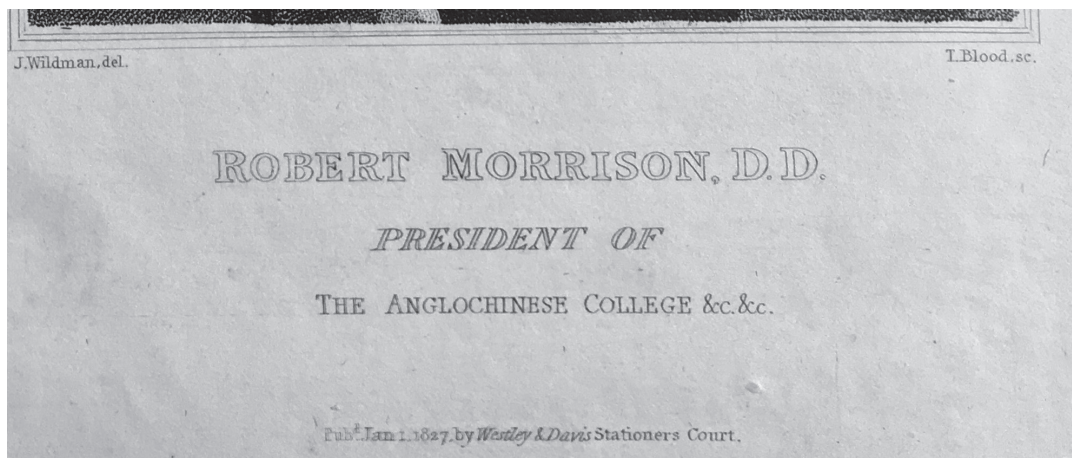 J.Wildman.del. T.Blood.sc.
ROBERT MORRISON, D.D.
PRESIDENT OF
THE ANGLOCHINESE COLLEGE &c.&c.
Pubd. Jan 1. 1827. by Westley & Davis Stationers Court.